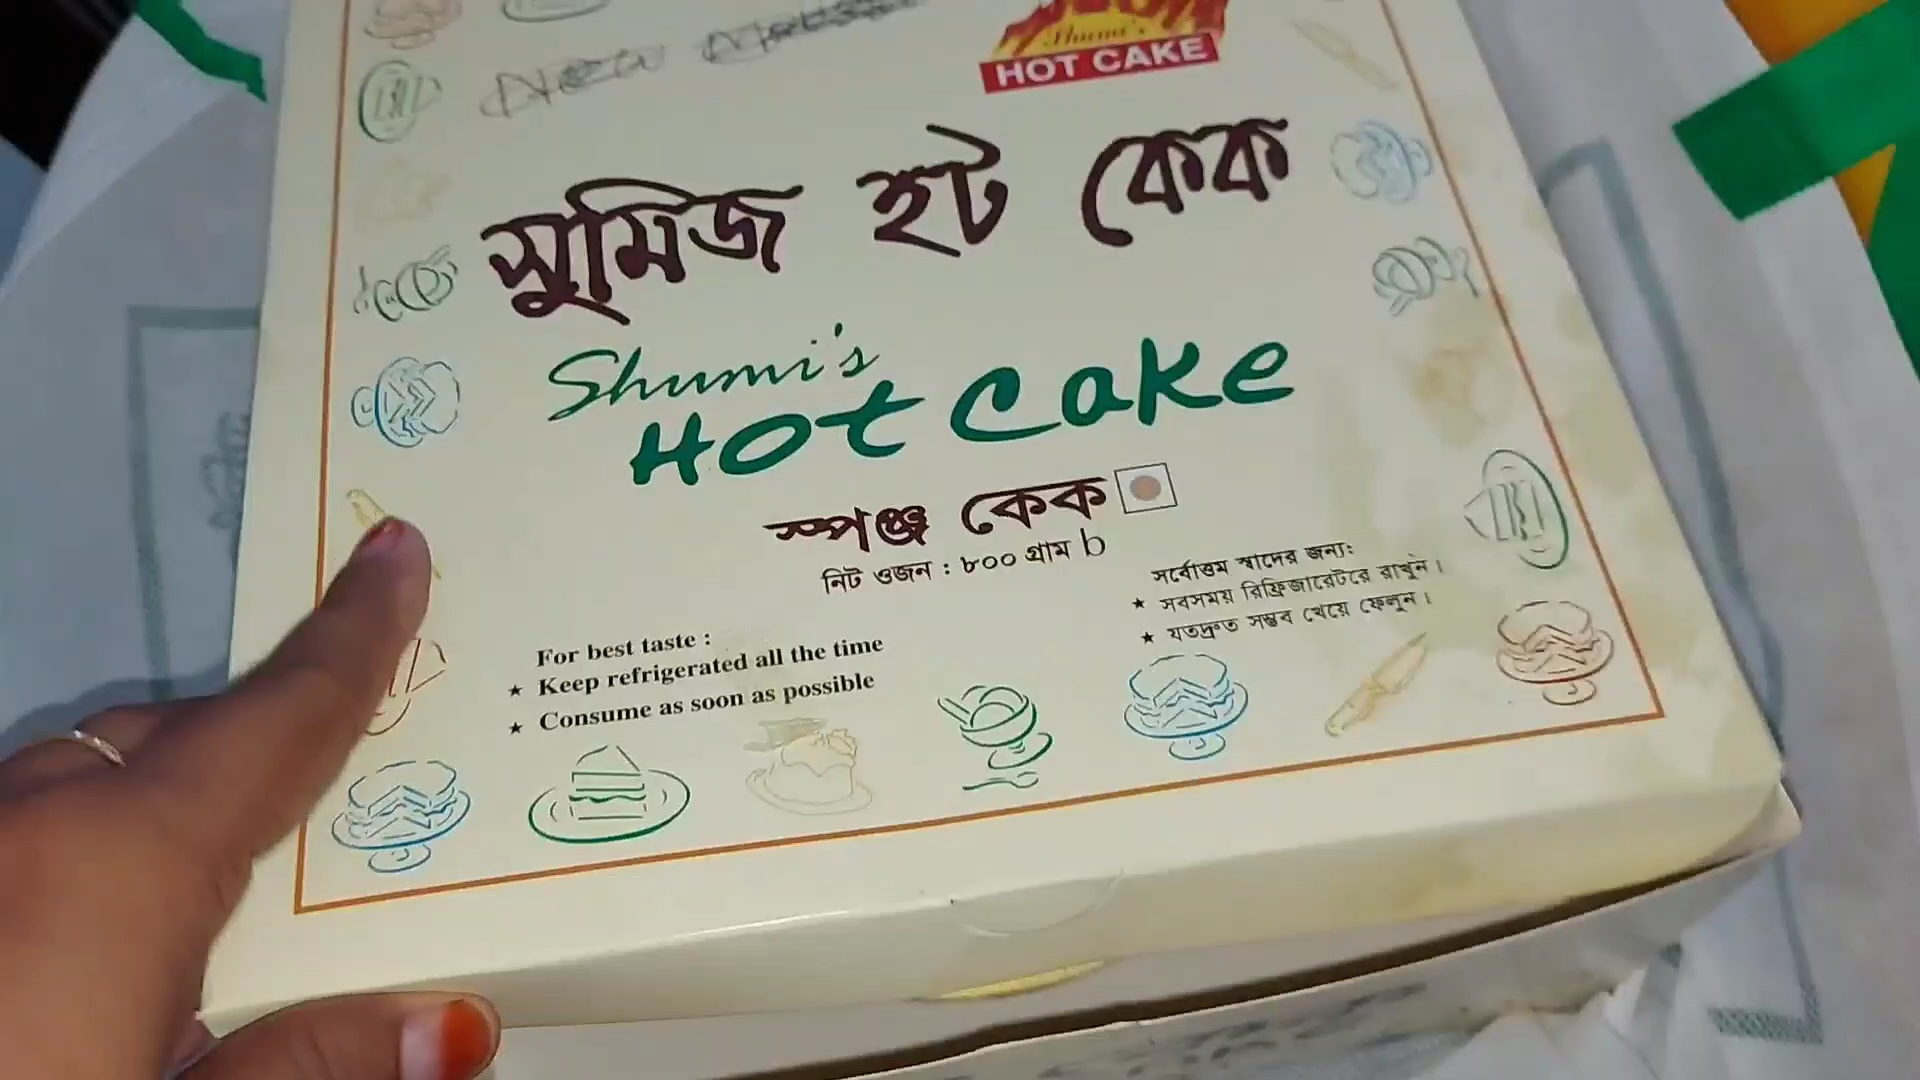 Shumi's
HOT CAKE
সুমিজ হট কেক
Shumi's
HOt Cake
স্পঞ্জ কেক
নিট ওজন : ৮০০ গ্রাম b
সর্বোত্তম স্বাদের জন্য:
★ সবসময় রিফ্রিজারেটরে রাখুন।
★ যতদ্রুত সম্ভব খেয়ে ফেলুন।
For best taste :
★ Keep refrigerated all the time
★ Consume as soon as possible